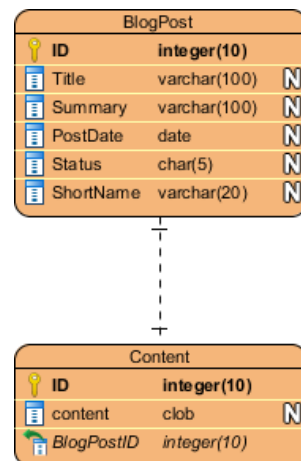 BlogPost
ID integer(10)
Title varchar(100) N
Summary varchar(100) N
PostDate date N
Status char(5) N
ShortName varchar(20) N
Content
ID integer(10)
content clob N
BlogPostID integer(10)